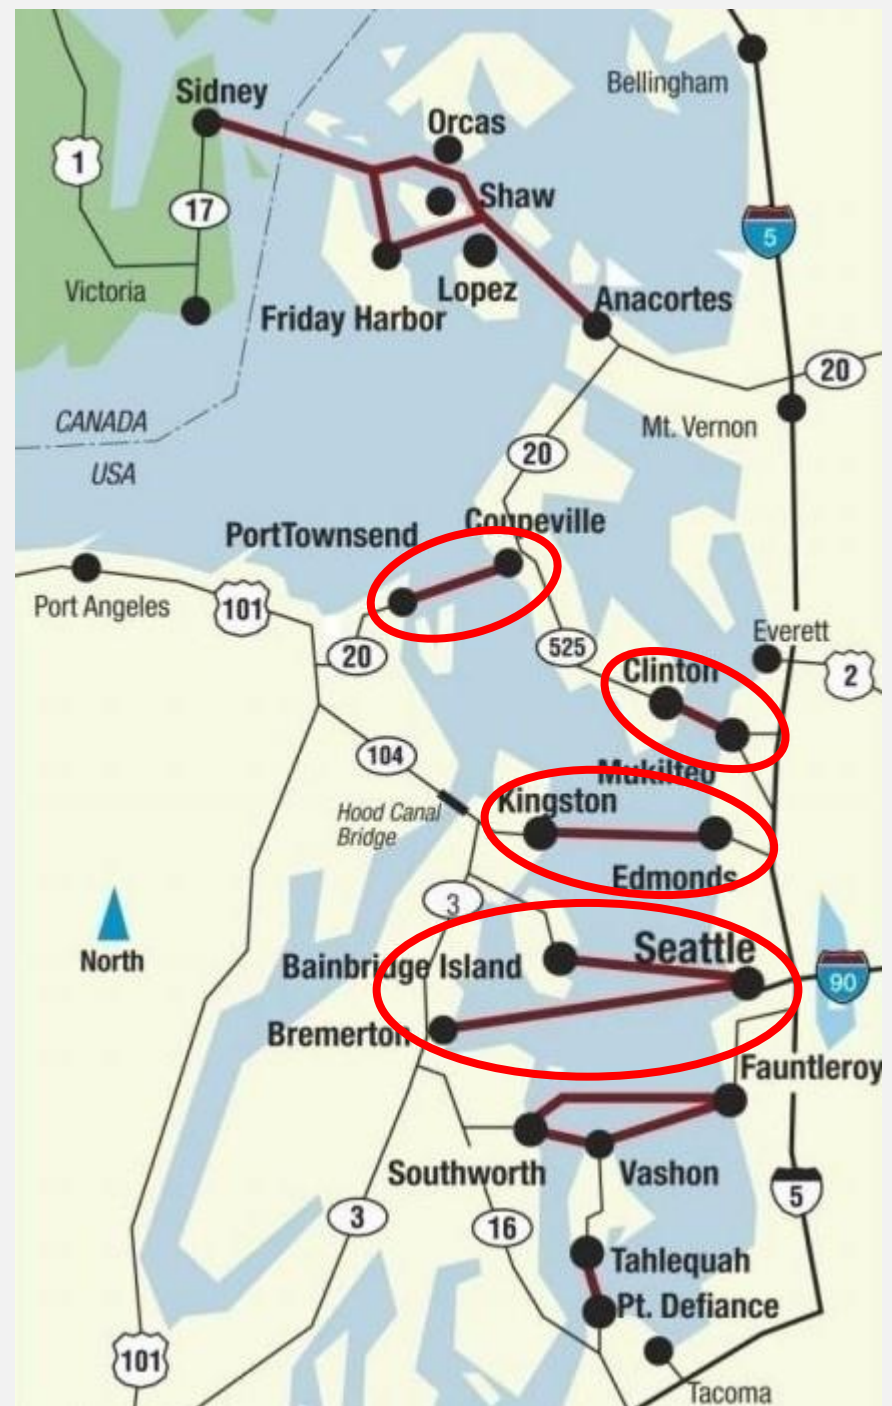 Bellingham
Sidney
Orcas
1
Shaw
17
5
Victoria
Lopez
Anacortes
Friday Harbor
20
CANADA
Mt. Vernon
20
USA
Coupeville
PortTownsend
Port Angeles
101
Everett
525
20
Clinton
2
104
Mukilteo
Kingston
Hood Canal
Bridge
Edmonds
3
North
Bainbridge Island
Seattle
90
Bremerton
Fauntleroy
Southworth
Vashon
5
3
16
Tahlequah
Pt. Defiance
101
Tacoma